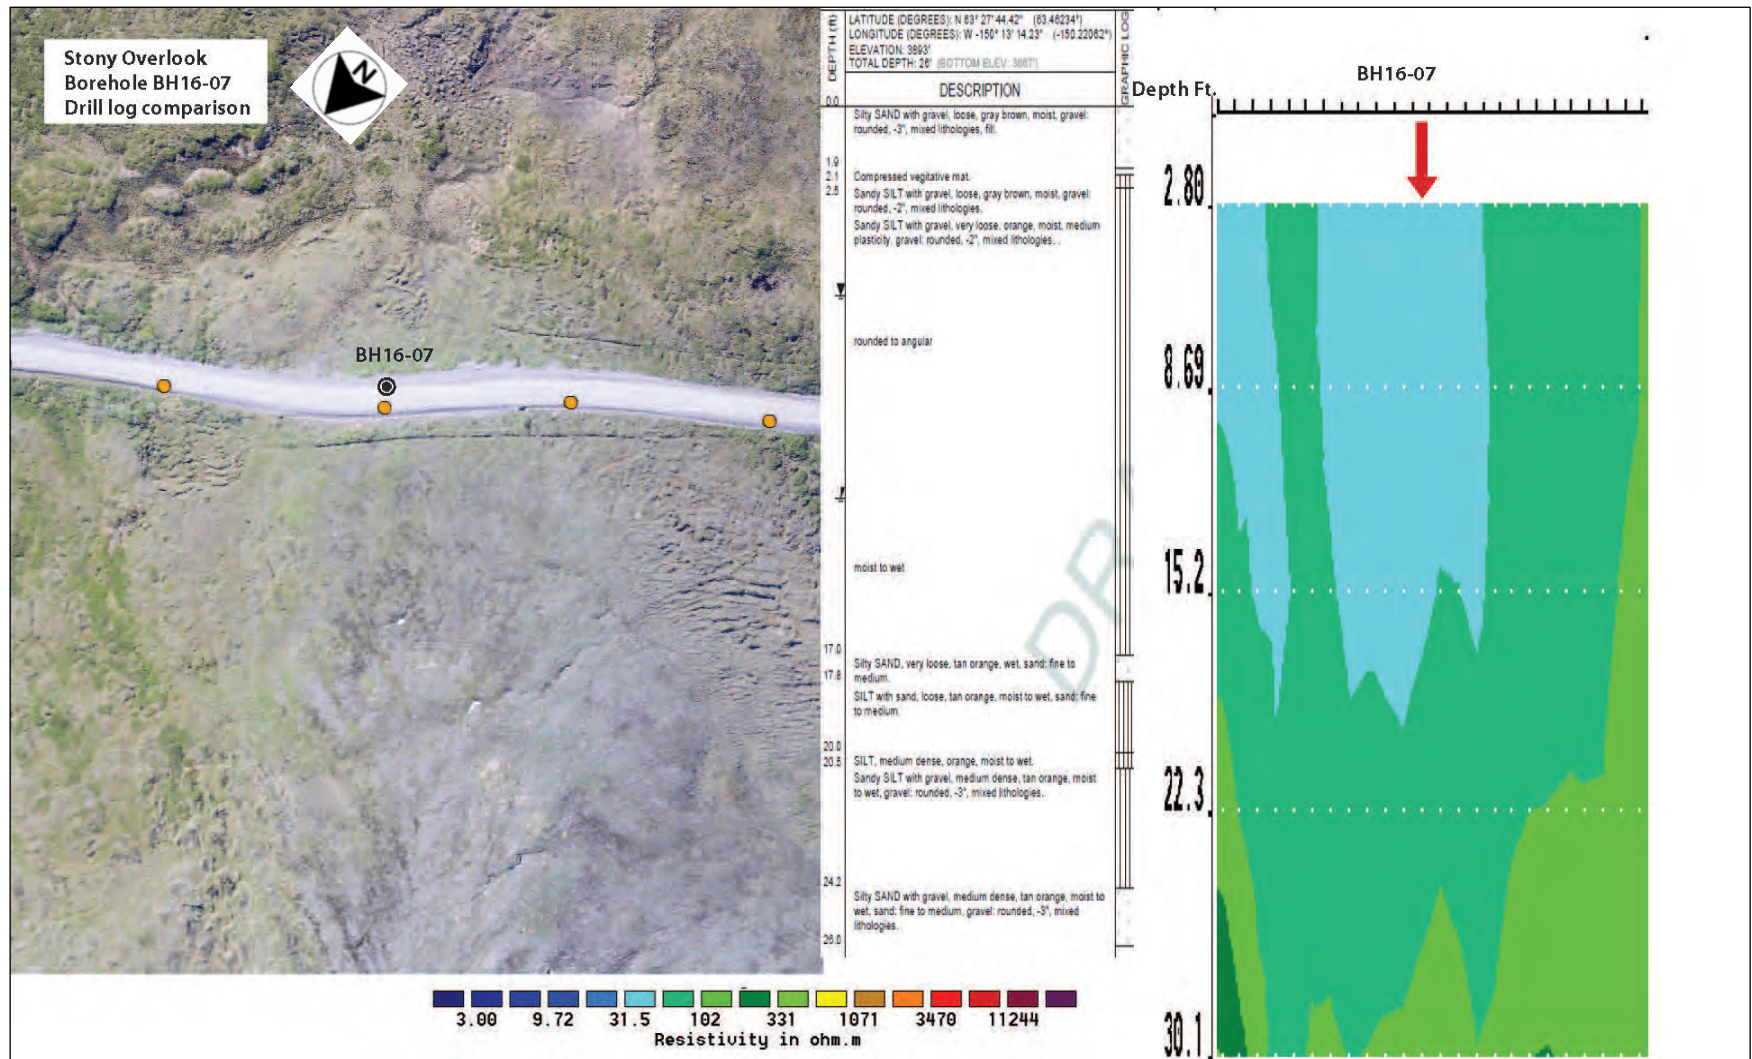 Stony Overlook
Borehole BH16-07
Drill log comparison
N
BH16-07
DEPTH (ft)
LATITUDE (DEGREES): N 63° 27' 44.42" (63.46234°)
LONGITUDE (DEGREES): W -150° 13' 14.23" (-150.22062°)
ELEVATION: 3893'
TOTAL DEPTH: 26' (BOTTOM ELEV: 3867')
GRAPHIC LOG
DESCRIPTION
0.0
Silty SAND with gravel, loose, gray brown, moist, gravel:
rounded, -3", mixed lithologies, fill.
1.9
2.1
Compressed vegitative mat.
2.5
Sandy SILT with gravel, loose, gray brown, moist, gravel:
rounded, -2", mixed lithologies.
Sandy SILT with gravel, very loose, orange, moist, medium
plasticity, gravel: rounded, -2", mixed lithologies. .
rounded to angular
moist to wet
17.0
Silty SAND, very loose, tan orange, wet, sand: fine to
medium.
17.8
SILT with sand, loose, tan orange, moist to wet, sand: fine
to medium
20.0
20.5
SILT, medium dense, orange, moist to wet.
Sandy SILT with gravel, medium dense, tan orange, moist
to wet, gravel: rounded, -3", mixed lithologies.
24.2
Silty SAND with gravel, medium dense, tan orange, moist to
wet, sand: fine to medium, gravel: rounded, -3", mixed
lithologies.
26.0
DR
BH16-07
Depth Ft.
2.80
8.69
15.2
22.3
30.1
3.00 9.72 31.5 102 331 1071 3470 11244
Resistivity in ohm.m